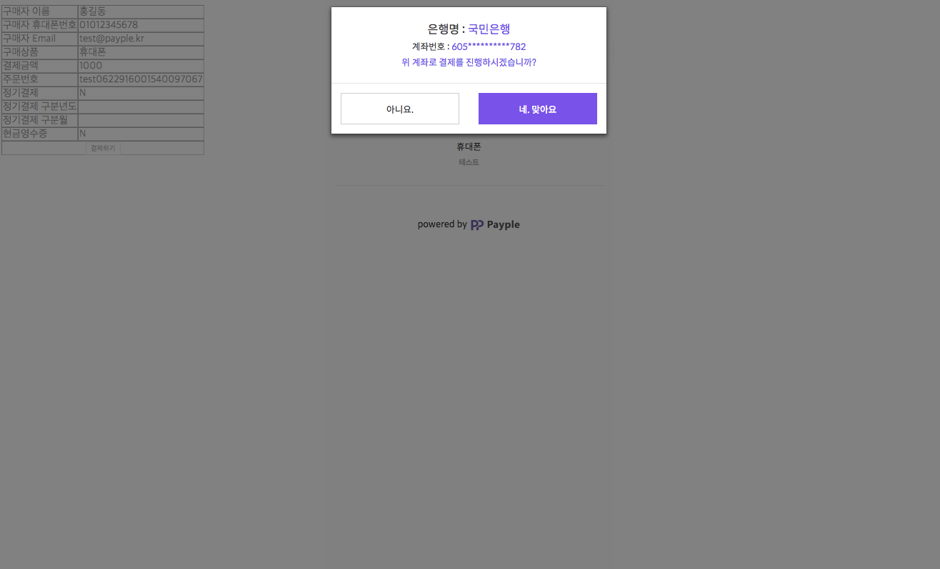 구매자 이름 홍길동
구매자 휴대폰번호 01012345678
구매자 Email test@payple.kr
구매상품 휴대폰
결제금액 1000
주문번호 test0622916001540097067
정기결제 N
정기결제 구분년도
정기결제 구분월
현금영수증 N
결제하기
은행명 : 국민은행
계좌번호 : 605**********782
위 계좌로 결제를 진행하시겠습니까?
아니요.
네. 맞아요
휴대폰
테스트
powered by Payple